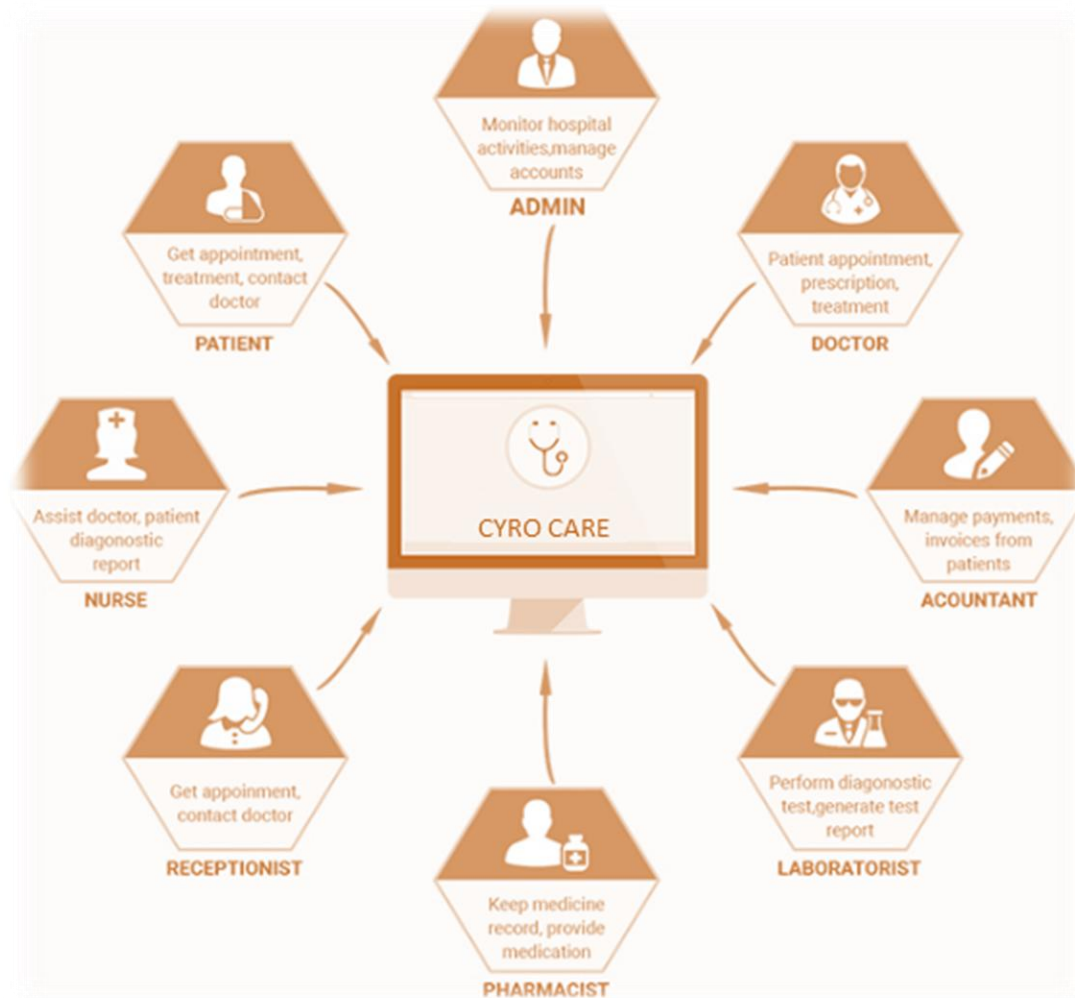 Monitor hospital
activities,manage
accounts
ADMIN
Get appointment,
treatment, contact
doctor
PATIENT
Patient appointment,
prescription,
treatment
DOCTOR
CYRO CARE
Assist doctor, patient
diagonostic
report
NURSE
Manage payments,
invoices from
patients
ACOUNTANT
Get appoinment,
contact doctor
RECEPTIONIST
Perform diagonostic
test,generate test
report
LABORATORIST
Keep medicine
record, provide
medication
PHARMACIST